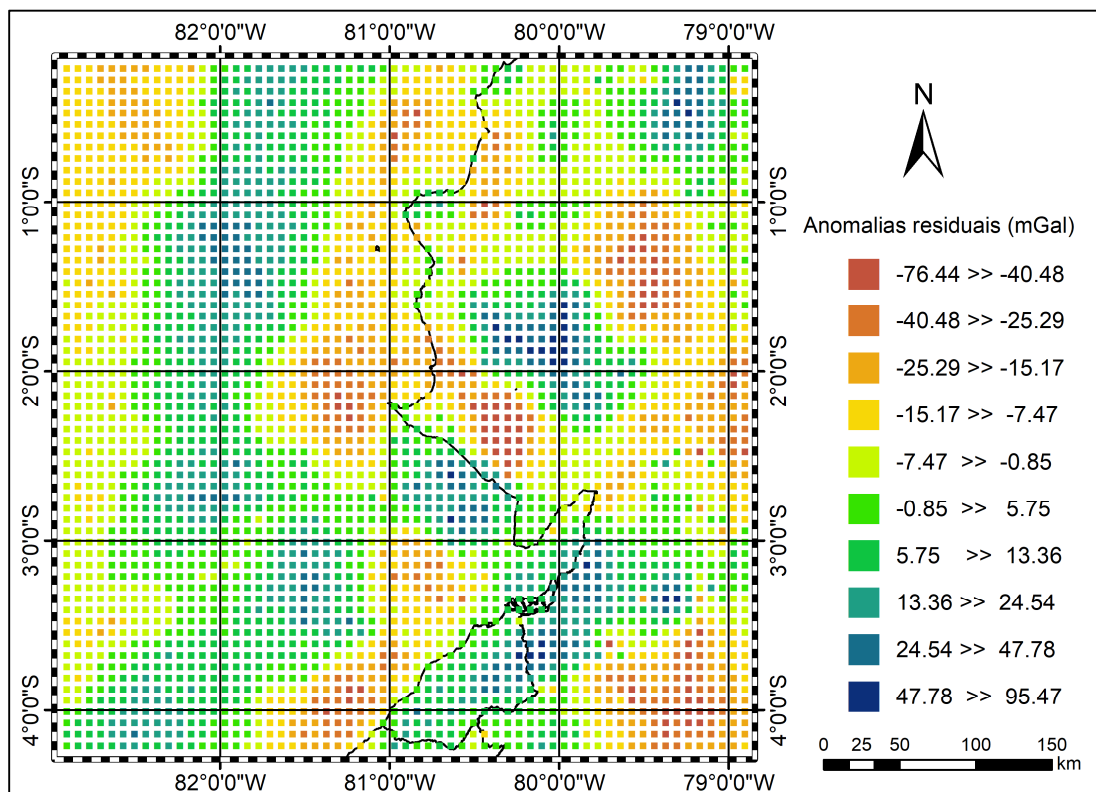 82°0'0"W 81°0'0"W 80°0'0"W 79°0'0"W
1°0'0"S 1°0'0"S
2°0'0"S 2°0'0"S
3°0'0"S 3°0'0"S
4°0'0"S 4°0'0"S
82°0'0"W 81°0'0"W 80°0'0"W 79°0'0"W
N
Anomalias residuais (mGal)
-76.44 >> -40.48
-40.48 >> -25.29
-25.29 >> -15.17
-15.17 >> -7.47
-7.47 >> -0.85
-0.85 >> 5.75
5.75 >> 13.36
13.36 >> 24.54
24.54 >> 47.78
47.78 >> 95.47
0 25 50 100 150
km